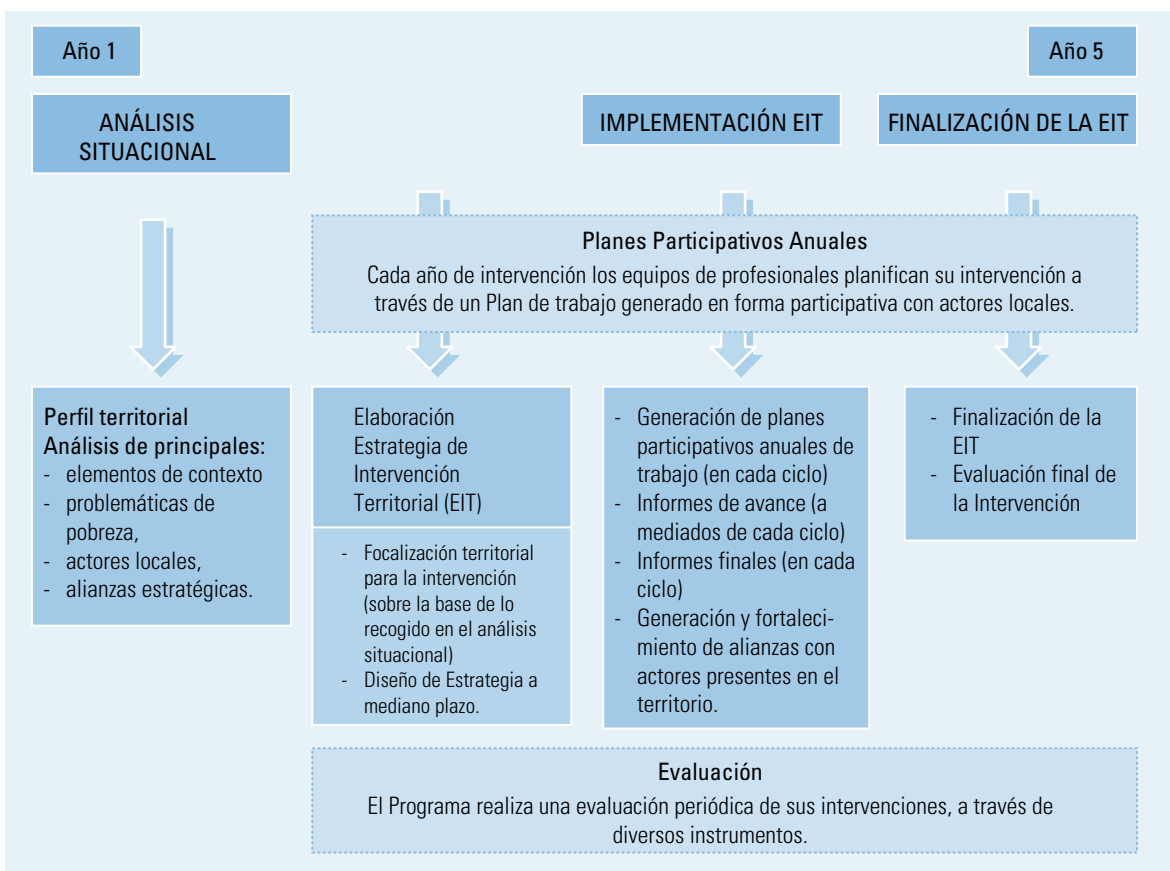 Año 1
Año 5
ANÁLISIS
SITUACIONAL
IMPLEMENTACIÓN EIT
FINALIZACIÓN DE LA EIT
Planes Participativos Anuales
Cada año de intervención los equipos de profesionales planifican su intervención a
través de un Plan de trabajo generado en forma participativa con actores locales.
Perfil territorial
Análisis de principales:
- elementos de contexto
- problemáticas de
pobreza,
- actores locales,
- alianzas estratégicas.
Elaboración
Estrategia de
Intervención
Territorial (EIT)
- Focalización territorial
para la intervención
(sobre la base de lo
recogido en el análisis
situacional)
- Diseño de Estrategia a
mediano plazo.
- Generación de planes
participativos anuales de
trabajo (en cada ciclo)
- Informes de avance (a
mediados de cada ciclo)
- Informes finales (en cada
ciclo)
- Generación y fortaleci-
miento de alianzas con
actores presentes en el
territorio.
- Finalización de la
EIT
- Evaluación final de
la Intervención
Evaluación
El Programa realiza una evaluación periódica de sus intervenciones, a través de
diversos instrumentos.